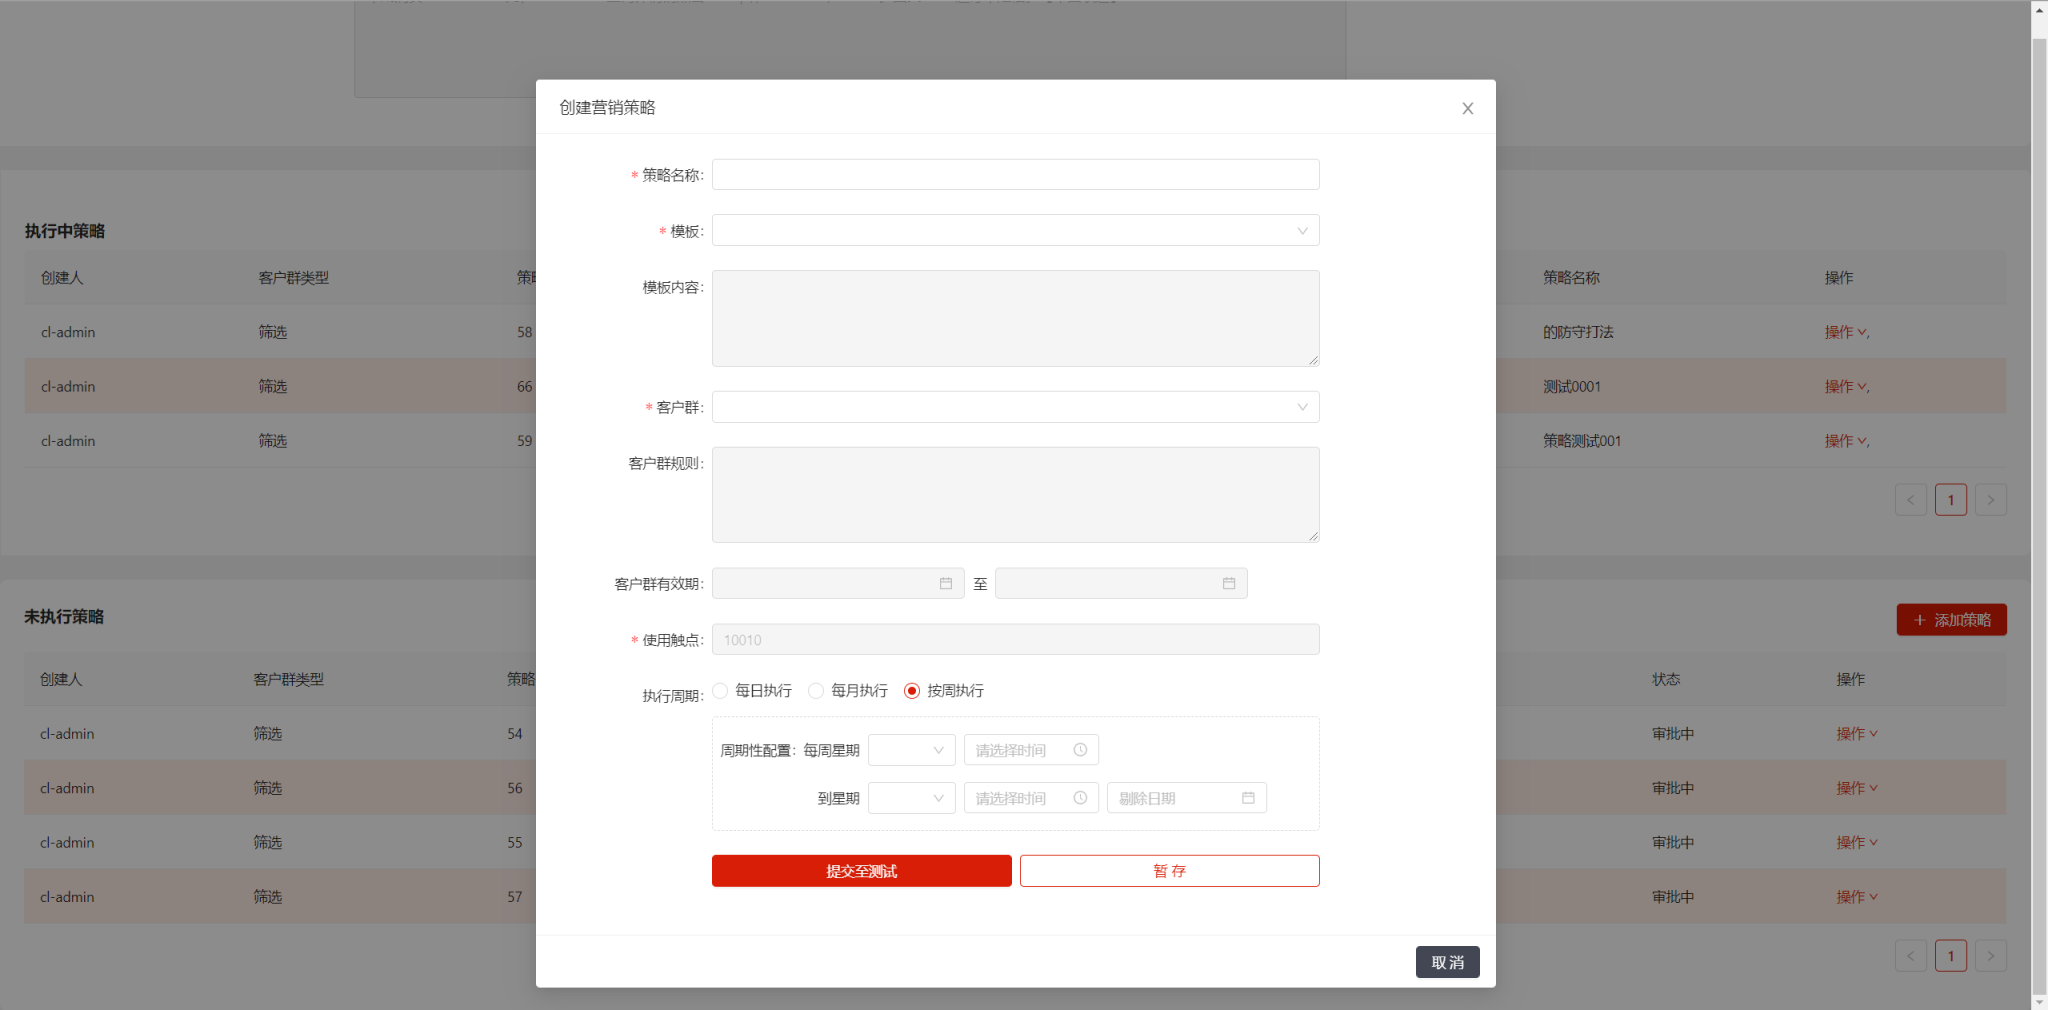 创建营销策略
* 策略名称:
* 模板:
模板内容:
* 客户群:
客户群规则:
客户群有效期: 至
* 使用触点: 10010
执行周期: 每日执行 每月执行 按周执行
周期性配置: 每周星期 请选择时间
到星期 请选择时间 剔除日期
提交至测试 暂 存
取 消
执行中策略
创建人 客户群类型 策略名称 操作
cl-admin 筛选 58 的防守打法 操作 ,
cl-admin 筛选 66 测试0001 操作 ,
cl-admin 筛选 59 策略测试001 操作 ,
< 1 >
未执行策略 + 添加策略
创建人 客户群类型 策略 状态 操作
cl-admin 筛选 54 审批中 操作
cl-admin 筛选 56 审批中 操作
cl-admin 筛选 55 审批中 操作
cl-admin 筛选 57 审批中 操作
< 1 >